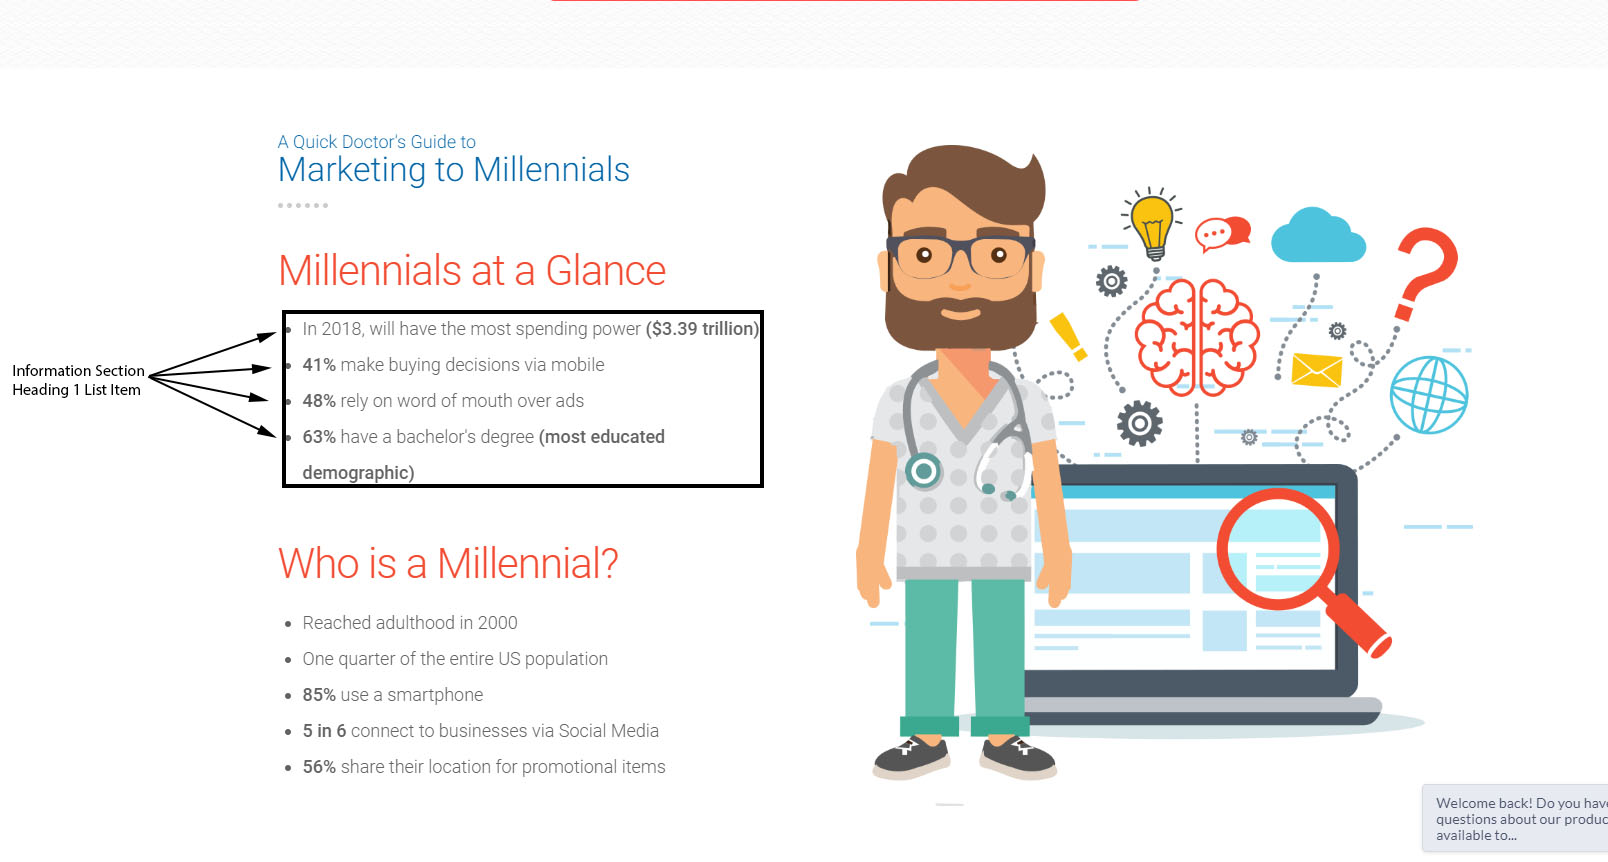 A Quick Doctor's Guide to
Marketing to Millennials
Millennials at a Glance
Information Section
Heading 1 List Item
In 2018, will have the most spending power ($3.39 trillion)
41% make buying decisions via mobile
48% rely on word of mouth over ads
63% have a bachelor's degree (most educated
demographic)
Who is a Millennial?
Reached adulthood in 2000
One quarter of the entire US population
85% use a smartphone
5 in 6 connect to businesses via Social Media
56% share their location for promotional items
Welcome back! Do you have
questions about our produc
available to...